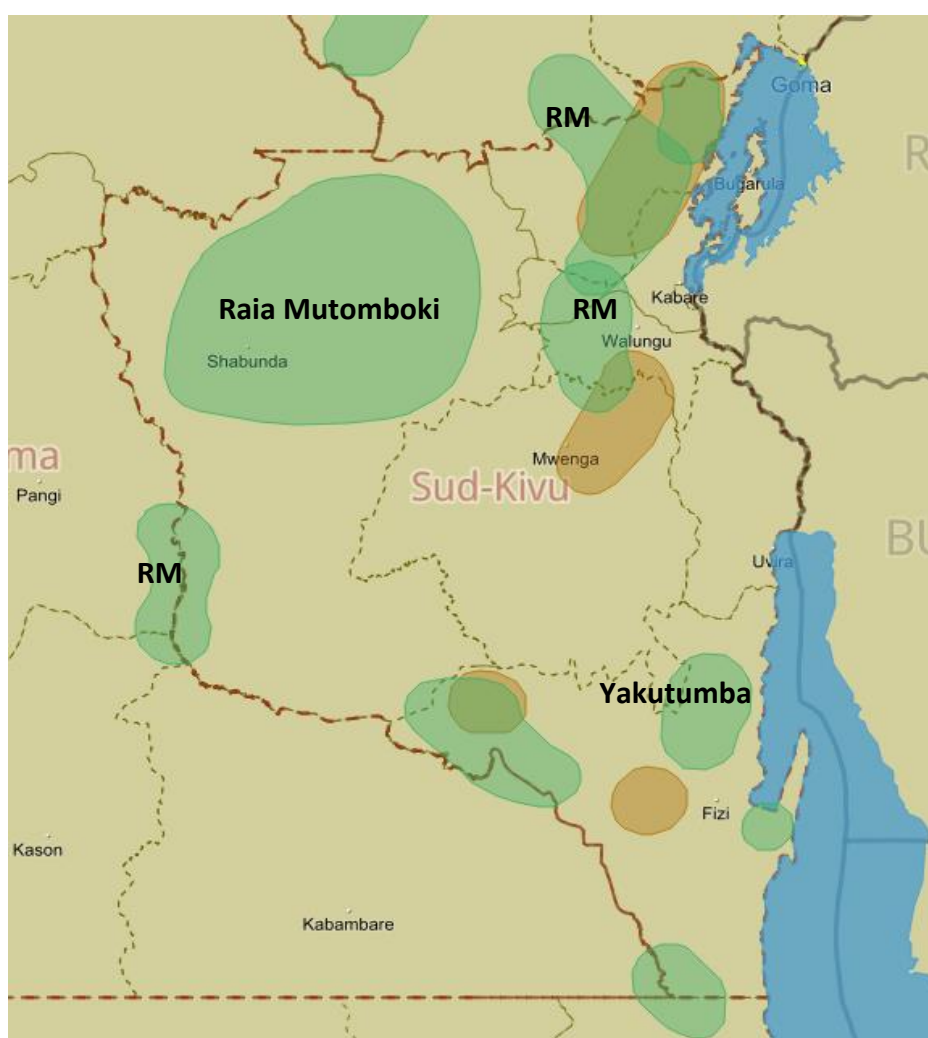 Goma
RM
R
Bugarula
Raia Mutomboki
RM
Kabare
Walungu
Shabunda
ma
Mwenga
Sud-Kivu
Pangi
BU
Uvira
RM
Yakutumba
Fizi
Kason
Kabambare